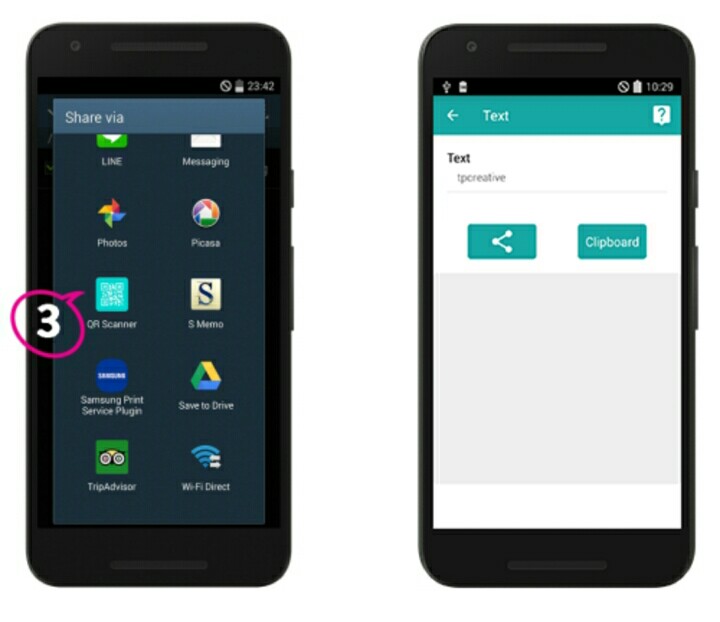 23:42
Share via
LINE
Messaging
Photos
Picasa
3
QR Scanner
S
S Memo
SAMSUNG
Samsung Print
Service Plugin
Save to Drive
TripAdvisor
Wi-Fi Direct
10:29
Text
?
Text
tpcreative
Clipboard